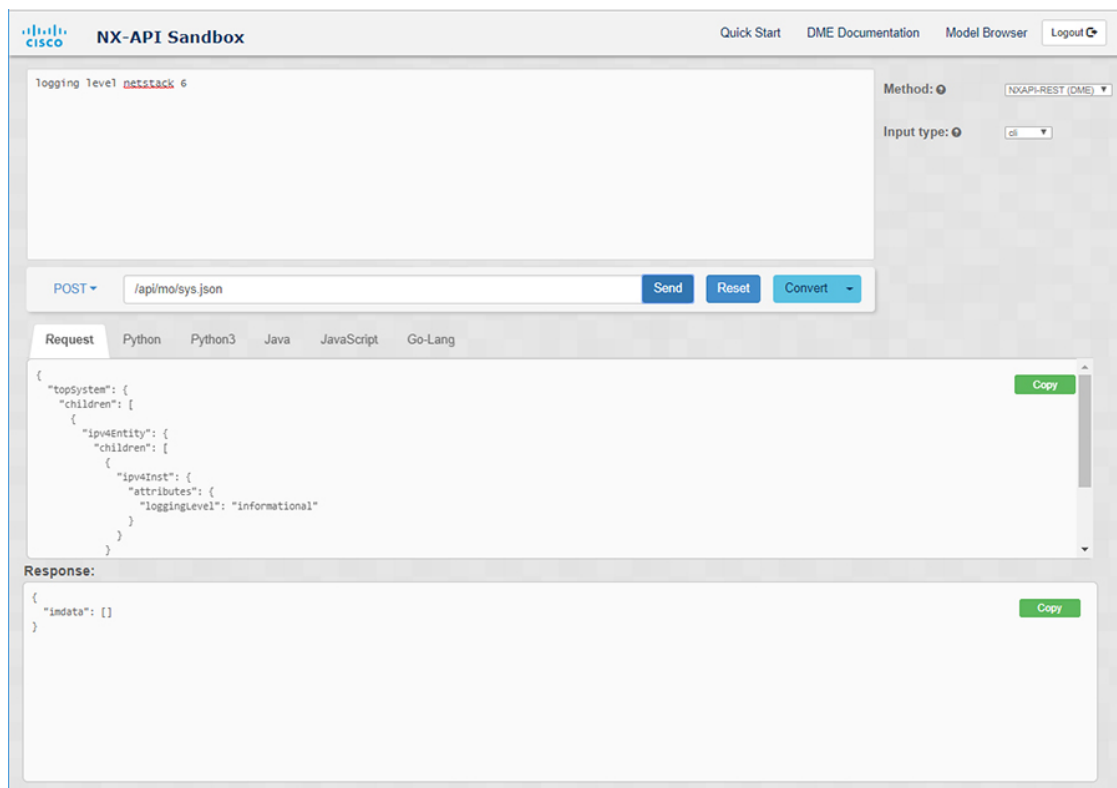 CISCO
NX-API Sandbox
Quick Start
DME Documentation
Model Browser
Logout
logging level netstack 6
Method:
NXAPI-REST (DME)
Input type:
cli
POST
/api/mo/sys.json
Send
Reset
Convert
Request
Python
Python3
Java
JavaScript
Go-Lang
Copy
{
"topSystem": {
"children": [
{
"ipv4Entity": {
"children": [
{
"ipv4Inst": {
"attributes": {
"loggingLevel": "informational"
}
}
}
Response:
Copy
{
"imdata": []
}